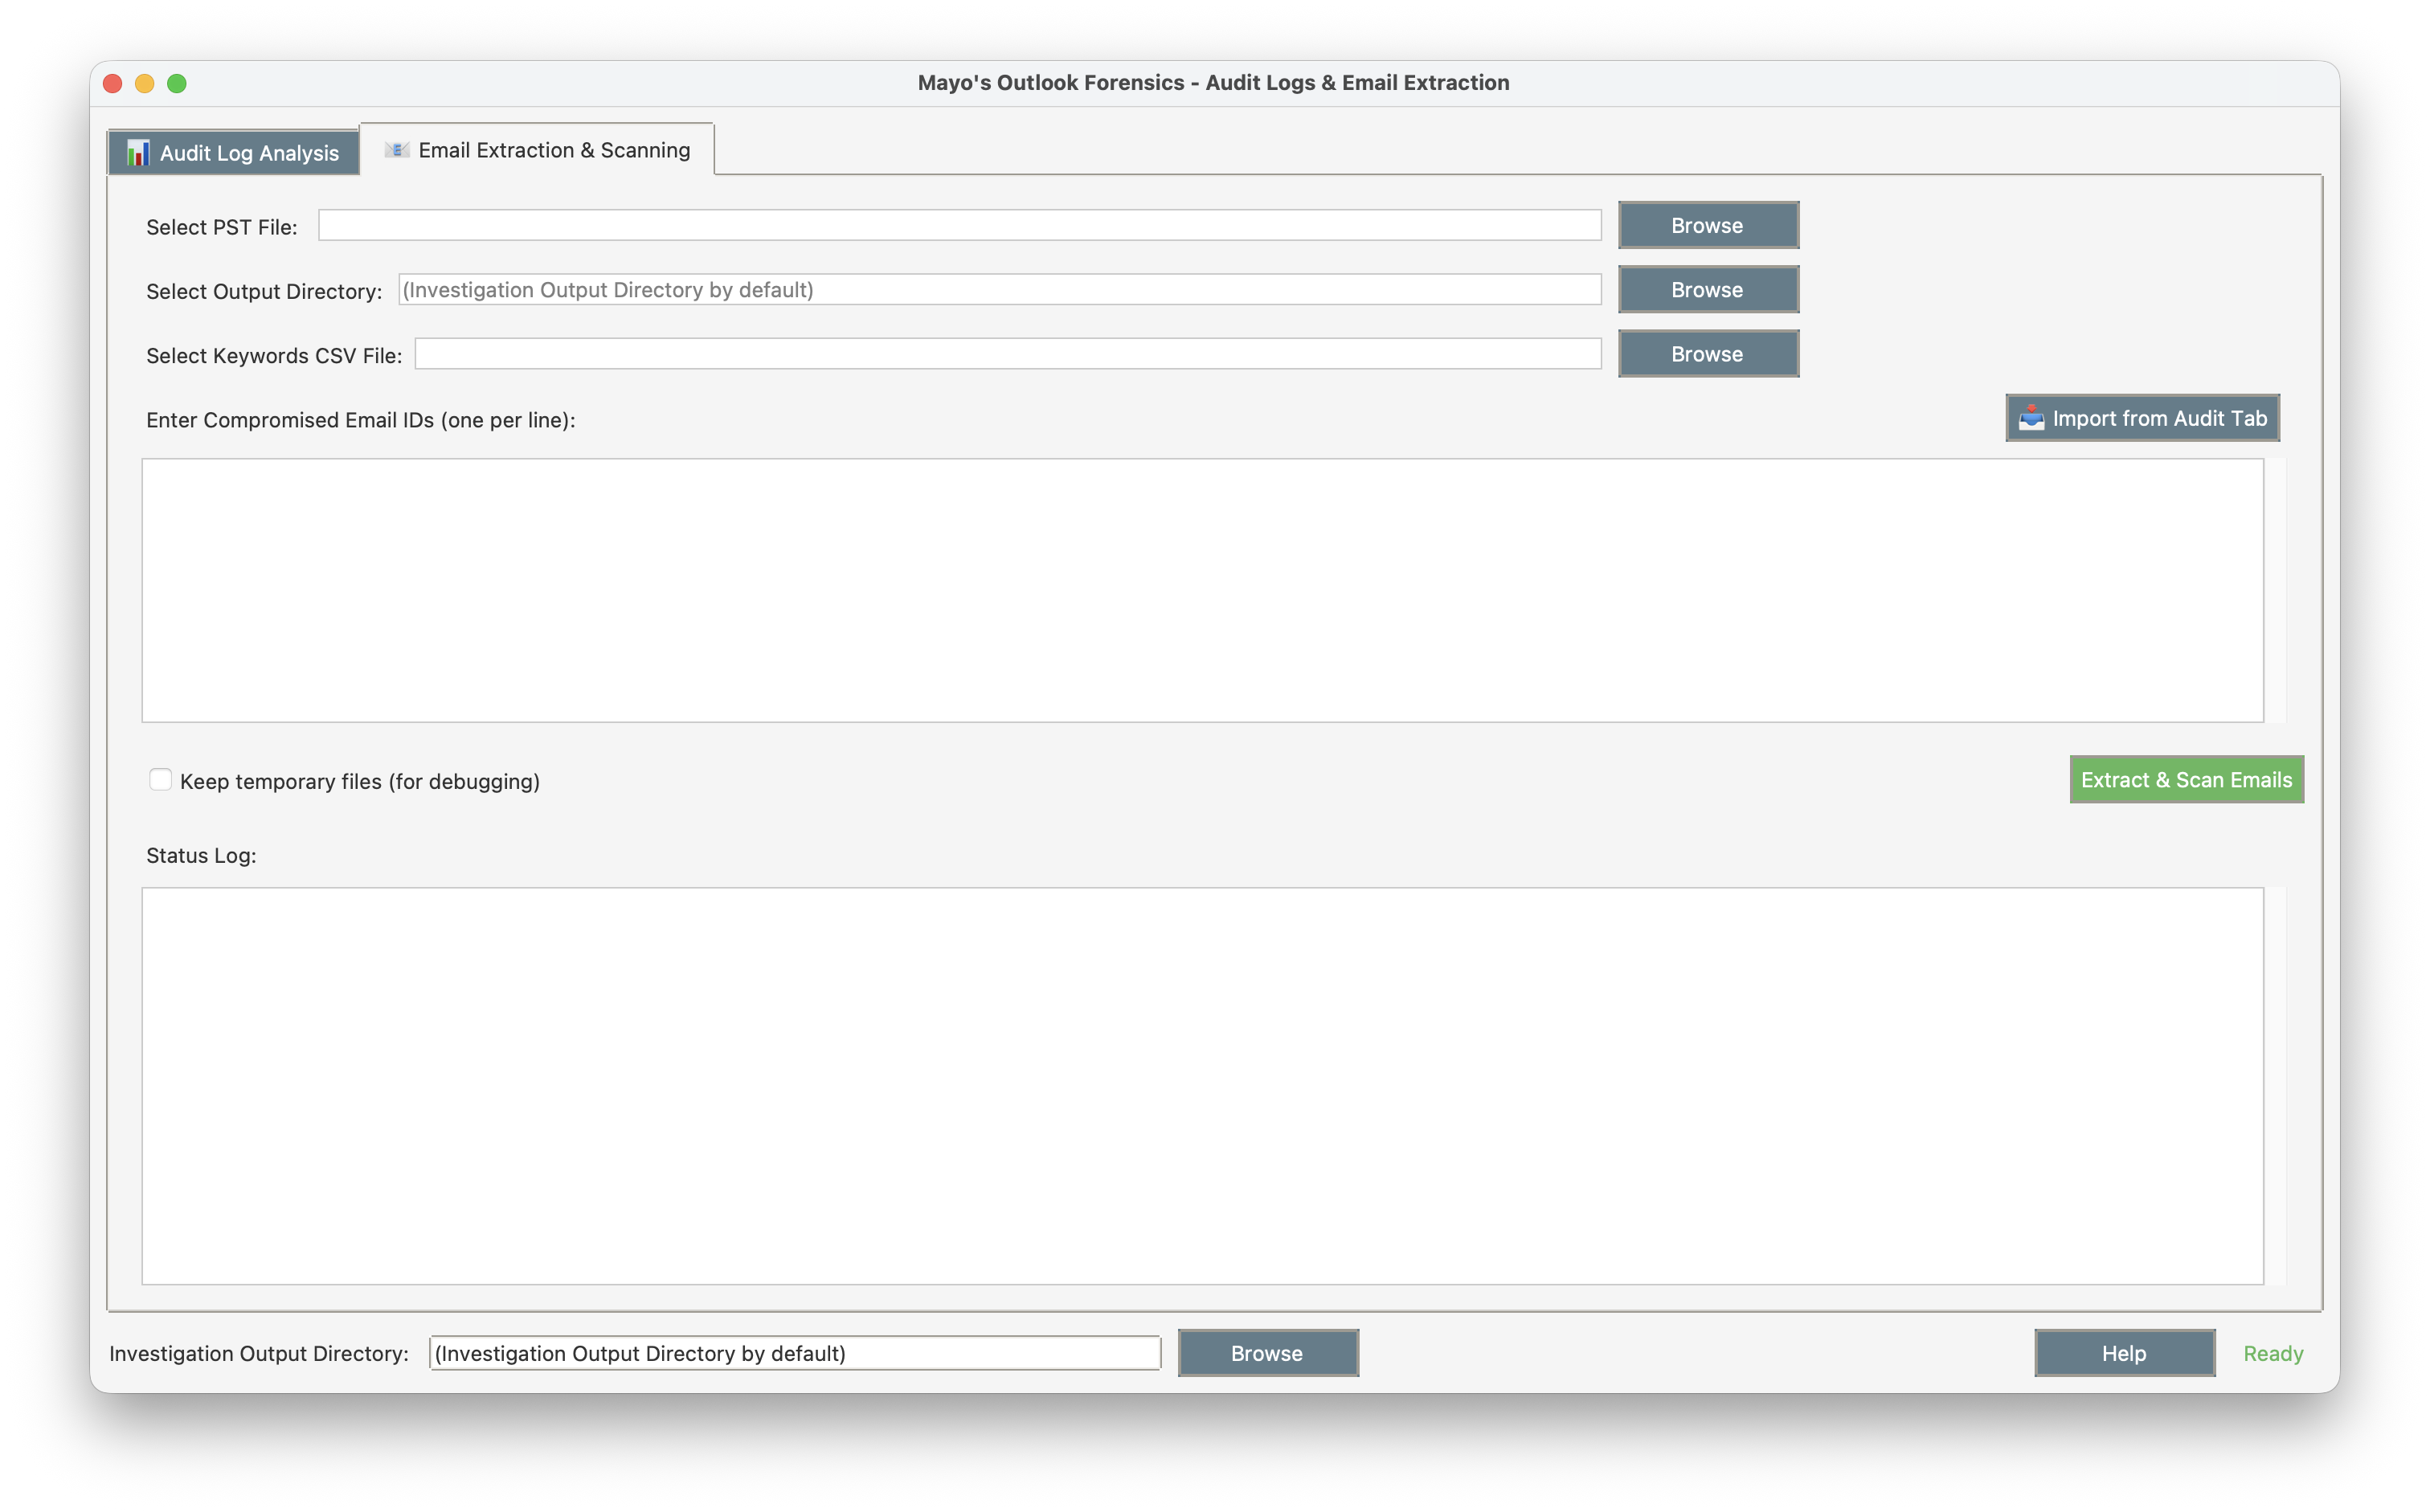 Mayo's Outlook Forensics - Audit Logs & Email Extraction
Audit Log Analysis
Email Extraction & Scanning
Select PST File:
Browse
Select Output Directory:
(Investigation Output Directory by default)
Browse
Select Keywords CSV File:
Browse
Enter Compromised Email IDs (one per line):
Import from Audit Tab
Keep temporary files (for debugging)
Extract & Scan Emails
Status Log:
Investigation Output Directory:
(Investigation Output Directory by default)
Browse
Help
Ready